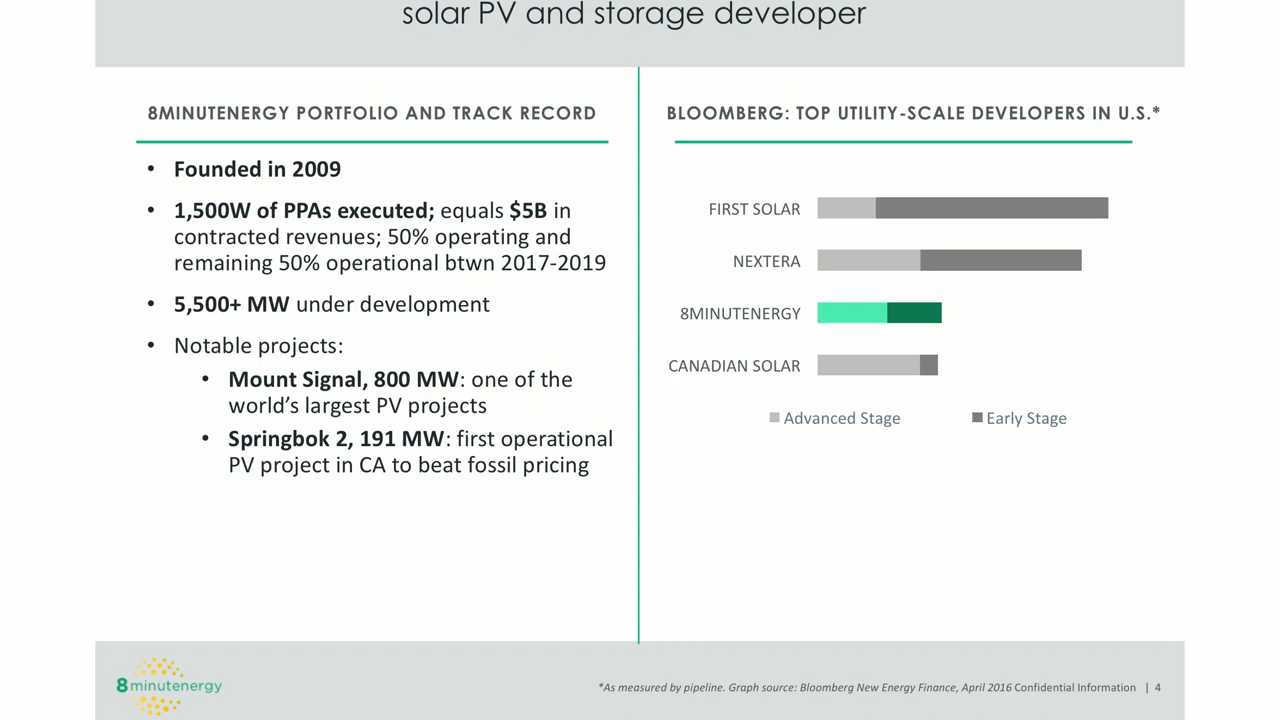 solar PV and storage developer
8MINUTENERGY PORTFOLIO AND TRACK RECORD
• Founded in 2009
• 1,500W of PPAs executed; equals $5B in
contracted revenues; 50% operating and
remaining 50% operational btwn 2017-2019
• 5,500+ MW under development
• Notable projects:
• Mount Signal, 800 MW: one of the
world's largest PV projects
• Springbok 2, 191 MW: first operational
PV project in CA to beat fossil pricing
BLOOMBERG: TOP UTILITY-SCALE DEVELOPERS IN U.S.*
FIRST SOLAR
NEXTERA
8MINUTENERGY
CANADIAN SOLAR
Advanced Stage Early Stage
8minutenergy
*As measured by pipeline. Graph source: Bloomberg New Energy Finance, April 2016 Confidential Information | 4